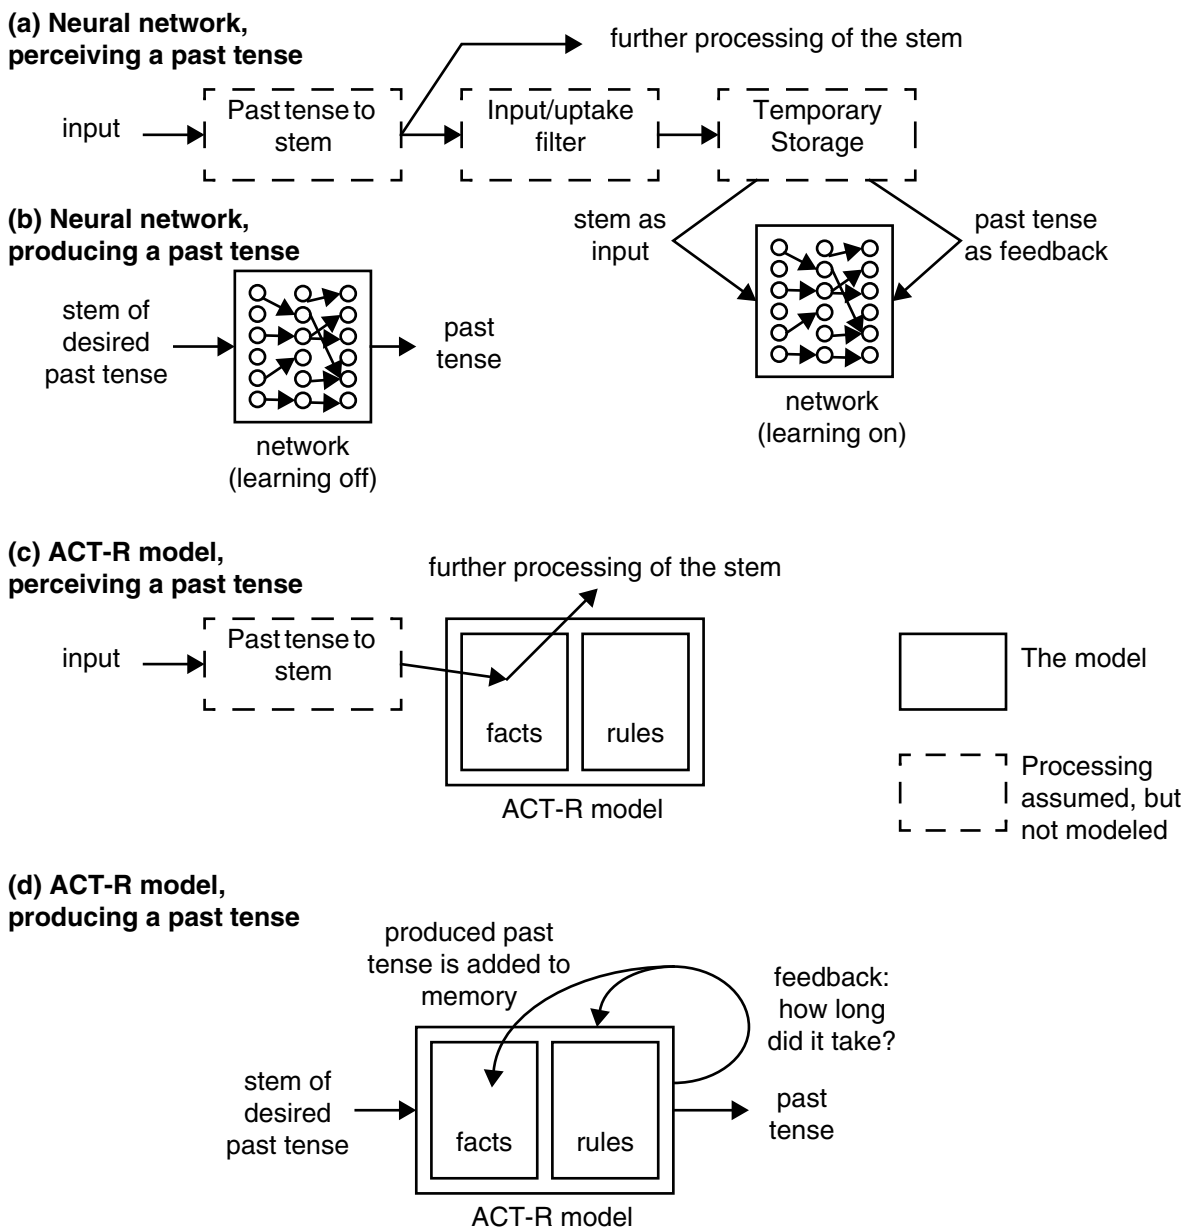 (a) Neural network,
perceiving a past tense
further processing of the stem
input
Past tense to
stem
Input/uptake
filter
Temporary
Storage
stem as
input
past tense
as feedback
network
(learning on)
(b) Neural network,
producing a past tense
stem of
desired
past tense
past
tense
network
(learning off)
(c) ACT-R model,
perceiving a past tense
further processing of the stem
input
Past tense to
stem
facts
rules
ACT-R model
The model
Processing
assumed, but
not modeled
(d) ACT-R model,
producing a past tense
produced past
tense is added to
memory
feedback:
how long
did it take?
stem of
desired
past tense
facts
rules
past
tense
ACT-R model